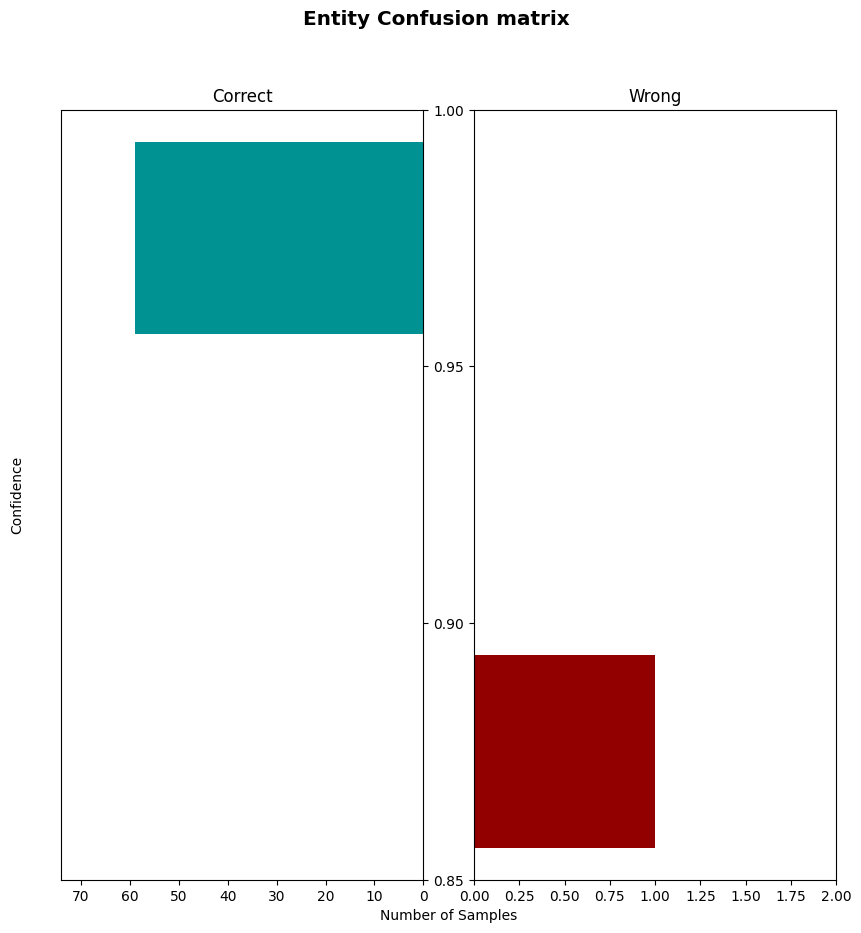 Entity Confusion matrix
Correct
Wrong
1.00
0.95
0.90
0.85
Confidence
70 60 50 40 30 20 10 0
0.00 0.25 0.50 0.75 1.00 1.25 1.50 1.75 2.00
Number of Samples